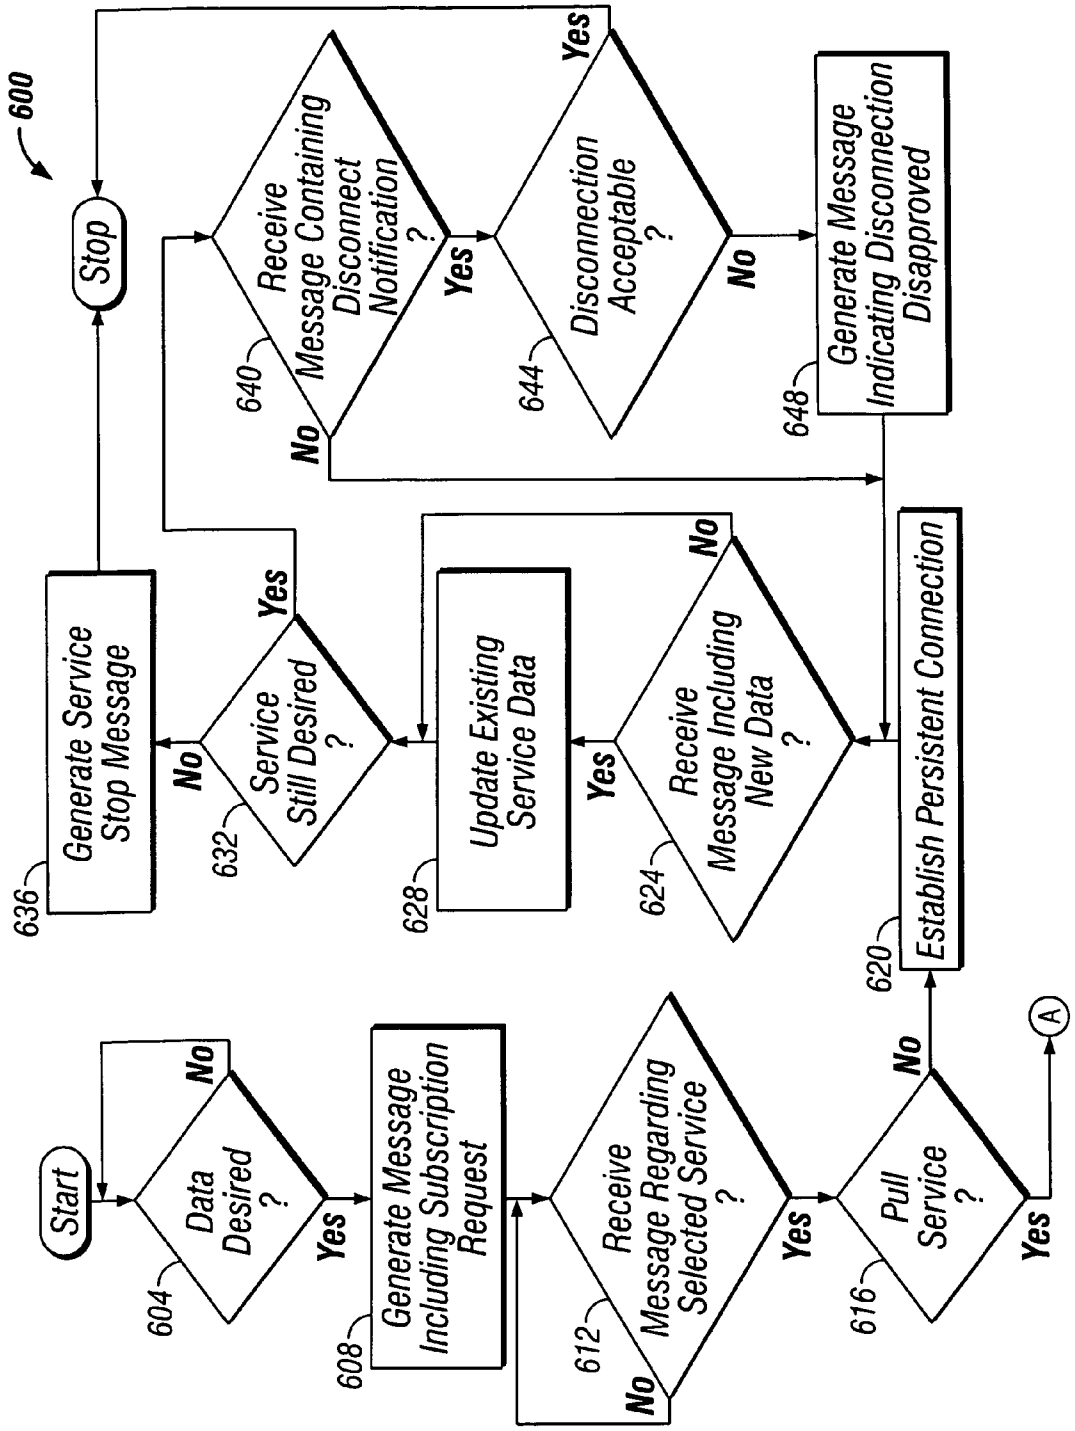 600
Start
Data
Desired
?
604
No
Yes
Generate Message
Including Subscription
Request
608
Receive
Message Regarding
Selected Service
?
612
No
Yes
Pull
Service
?
616
No
Yes
A
Establish Persistent Connection
620
Receive
Message Including
New Data
?
624
No
Yes
Update Existing
Service Data
628
Service
Still Desired
?
632
Yes
No
Generate Service
Stop Message
636
Stop
Receive
Message Containing
Disconnect
Notification
?
640
No
Yes
Disconnection
Acceptable
?
644
Yes
No
Generate Message
Indicating Disconnection
Disapproved
648